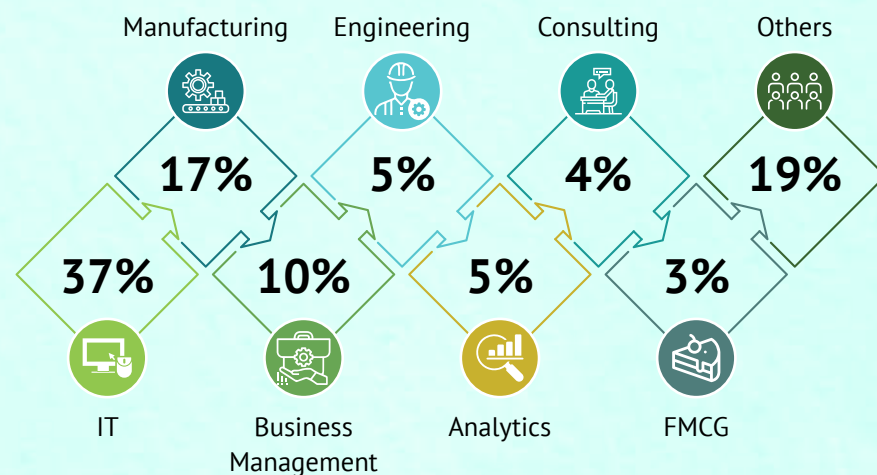 Manufacturing
Engineering
Consulting
Others
17%
5%
4%
19%
37%
10%
5%
3%
IT
Business
Management
Analytics
FMCG